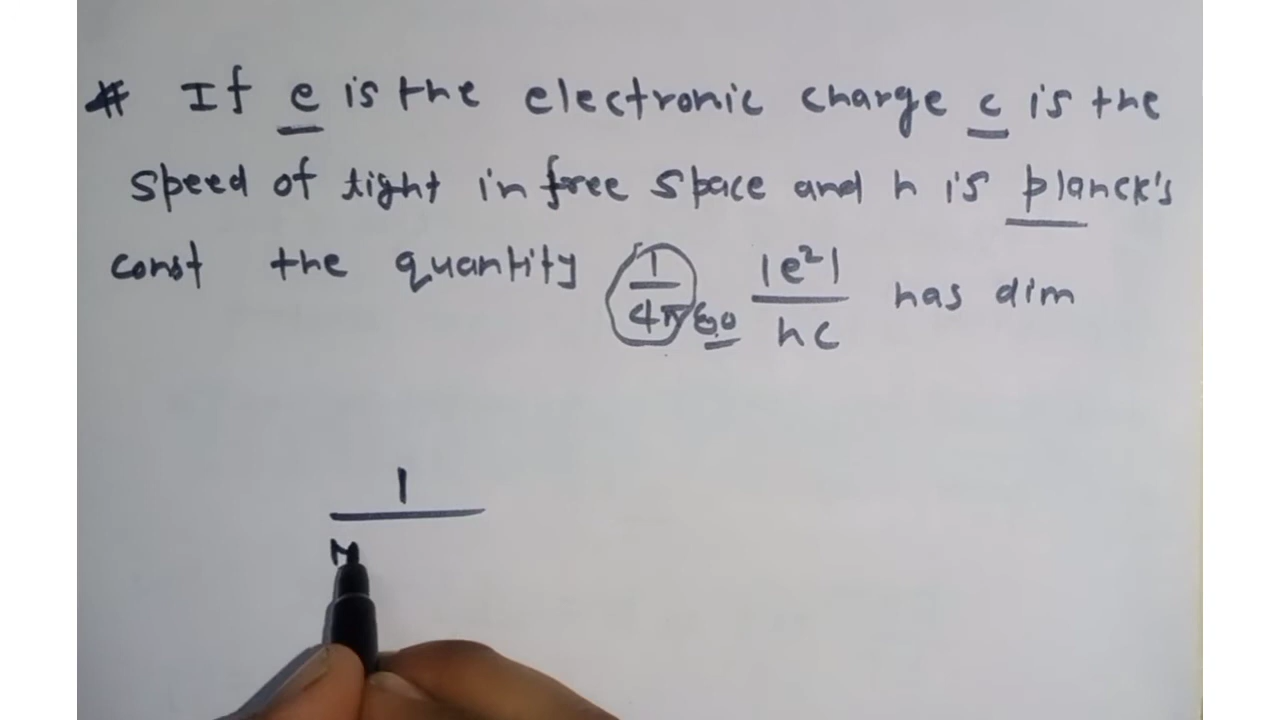 # If e is the electronic charge c is the
speed of tight in free space and h is planck's
const the quantity 1/4πε0 |e²|/hc has dim
1
M